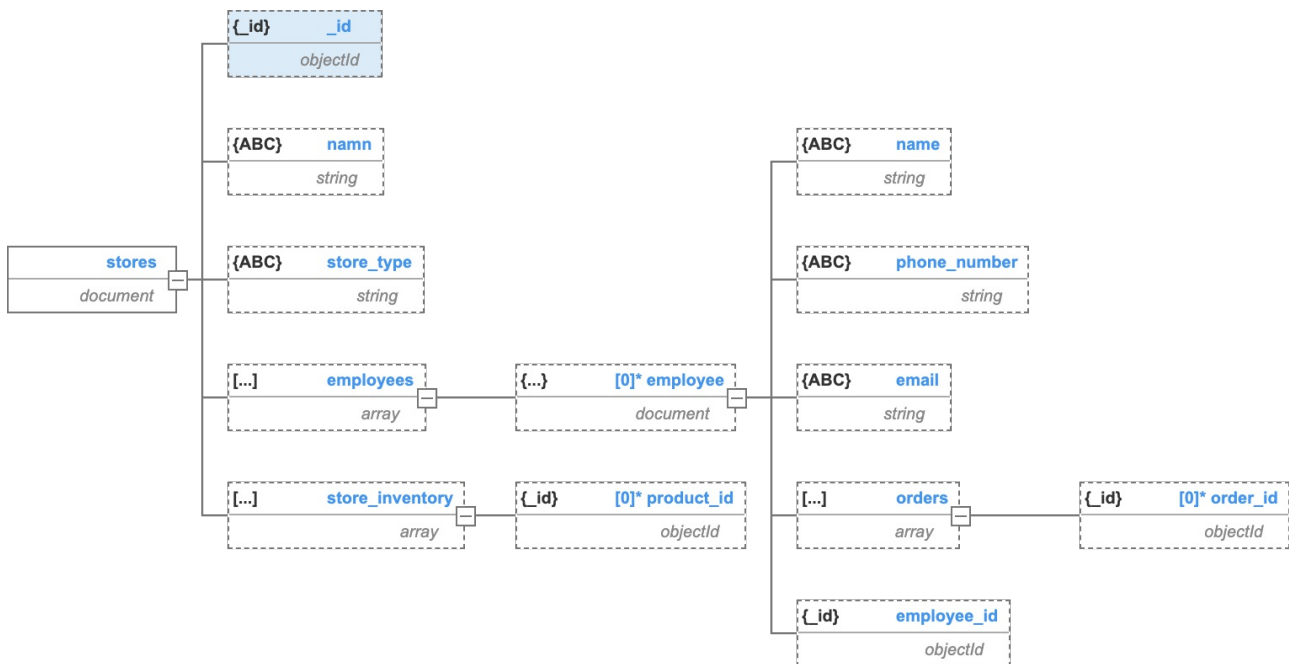 {_id} _id
objectId
{ABC} namn
string
{ABC} name
string
stores
document
{ABC} store_type
string
{ABC} phone_number
string
[...] employees
array
{...} [0]* employee
document
{ABC} email
string
[...] store_inventory
array
{_id} [0]* product_id
objectId
[...] orders
array
{_id} [0]* order_id
objectId
{_id} employee_id
objectId